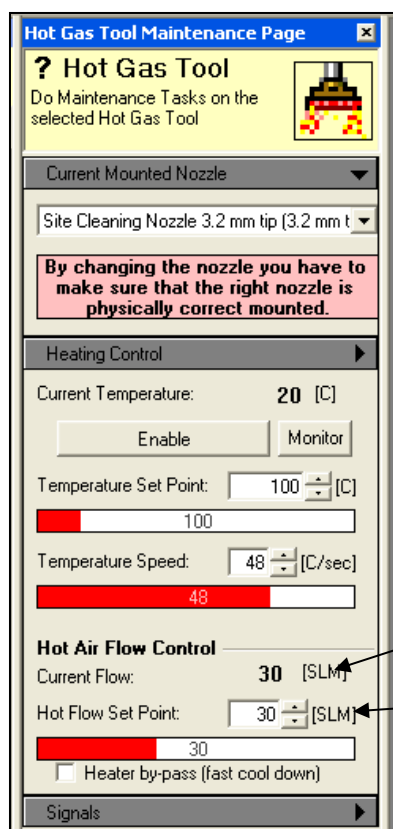 Hot Gas Tool Maintenance Page
? Hot Gas Tool
Do Maintenance Tasks on the
selected Hot Gas Tool
Current Mounted Nozzle
Site Cleaning Nozzle 3.2 mm tip (3.2 mm t
By changing the nozzle you have to
make sure that the right nozzle is
physically correct mounted.
Heating Control
Current Temperature: 20 [C]
Enable Monitor
Temperature Set Point: 100 [C]
100
Temperature Speed: 48 [C/sec]
48
Hot Air Flow Control
Current Flow: 30 [SLM]
Hot Flow Set Point: 30 [SLM]
30
Heater by-pass (fast cool down)
Signals